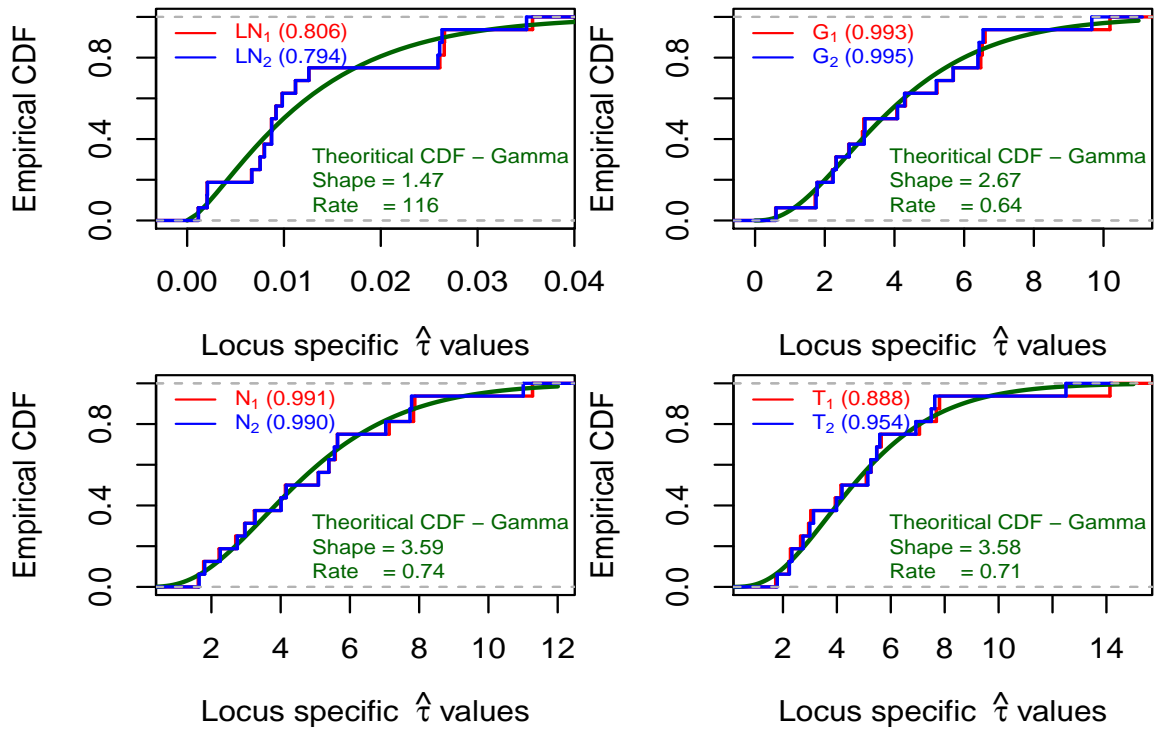 Empirical CDF
0.0 0.4 0.8
LN1 (0.806)
LN2 (0.794)
Theoritical CDF − Gamma
Shape = 1.47
Rate = 116
0.00 0.01 0.02 0.03 0.04
Locus specific τ̂ values
Empirical CDF
0.0 0.4 0.8
G1 (0.993)
G2 (0.995)
Theoritical CDF − Gamma
Shape = 2.67
Rate = 0.64
0 2 4 6 8 10
Locus specific τ̂ values
Empirical CDF
0.0 0.4 0.8
N1 (0.991)
N2 (0.990)
Theoritical CDF − Gamma
Shape = 3.59
Rate = 0.74
2 4 6 8 10 12
Locus specific τ̂ values
Empirical CDF
0.0 0.4 0.8
T1 (0.888)
T2 (0.954)
Theoritical CDF − Gamma
Shape = 3.58
Rate = 0.71
2 4 6 8 10 14
Locus specific τ̂ values